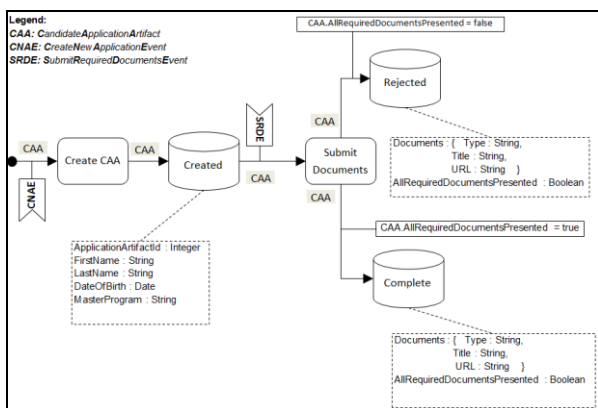 Legend:
CAA: CandidateApplicationArtifact
CNAE: CreateNewApplicationEvent
SRDE: SubmitRequiredDocumentsEvent
CAA.AllRequiredDocumentsPresented = false
Rejected
CAA
SRDE
CAA
CAA
Create CAA
Created
CAA
Submit
Documents
CNAE
CAA
Documents : { Type : String,
Title : String,
URL : String }
AllRequiredDocumentsPresented : Boolean
CAA.AllRequiredDocumentsPresented = true
ApplicationArtifactId : Integer
FirstName : String
LastName : String
DateOfBirth : Date
MasterProgram : String
Complete
Documents : { Type : String,
Title : String,
URL : String }
AllRequiredDocumentsPresented : Boolean